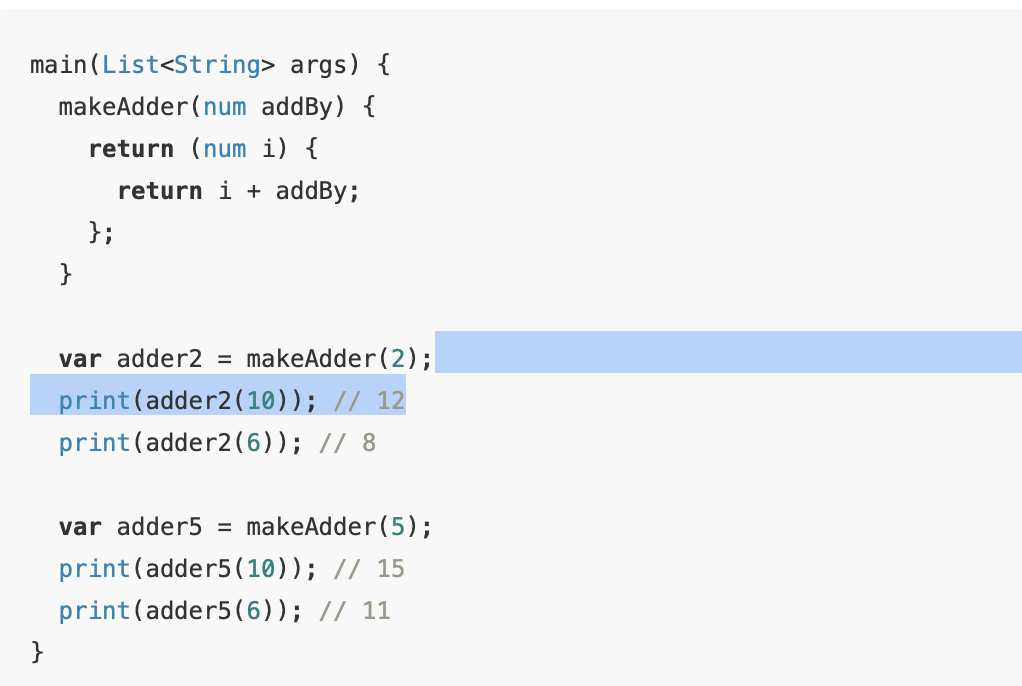 main(List<String> args) {
  makeAdder(num addBy) {
    return (num i) {
      return i + addBy;
    };
  }

  var adder2 = makeAdder(2);
  print(adder2(10)); // 12
  print(adder2(6)); // 8

  var adder5 = makeAdder(5);
  print(adder5(10)); // 15
  print(adder5(6)); // 11
}